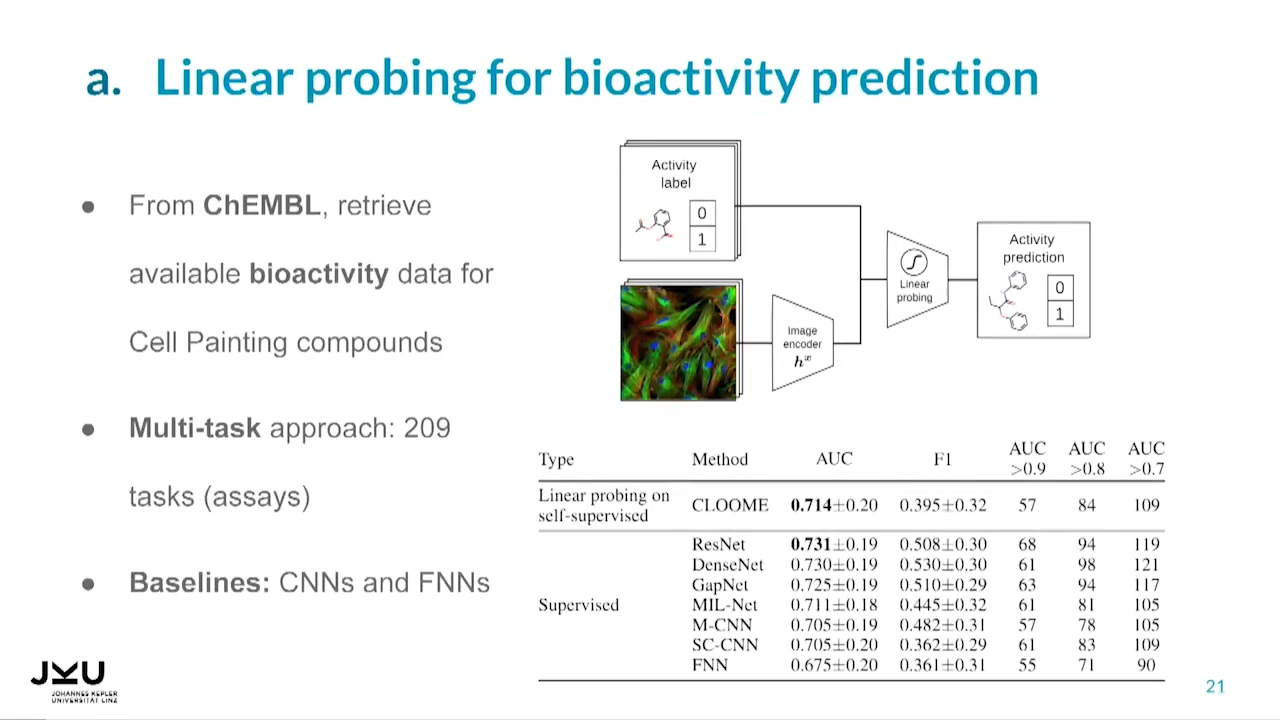 a. Linear probing for bioactivity prediction
● From ChEMBL, retrieve
available bioactivity data for
Cell Painting compounds
● Multi-task approach: 209
tasks (assays)
● Baselines: CNNs and FNNs
Activity
label
0
1
Image
encoder
hˣ
Linear
probing
Activity
prediction
0
1
Type Method AUC F1 AUC >0.9 AUC >0.8 AUC >0.7
Linear probing on
self-supervised CLOOME 0.714±0.20 0.395±0.32 57 84 109
ResNet 0.731±0.19 0.508±0.30 68 94 119
DenseNet 0.730±0.19 0.530±0.30 61 98 121
GapNet 0.725±0.19 0.510±0.29 63 94 117
Supervised MIL-Net 0.711±0.18 0.445±0.32 61 81 105
M-CNN 0.705±0.19 0.482±0.31 57 78 105
SC-CNN 0.705±0.20 0.362±0.29 61 83 109
FNN 0.675±0.20 0.361±0.31 55 71 90
JKU
JOHANNES KEPLER
UNIVERSITÄT LINZ
21